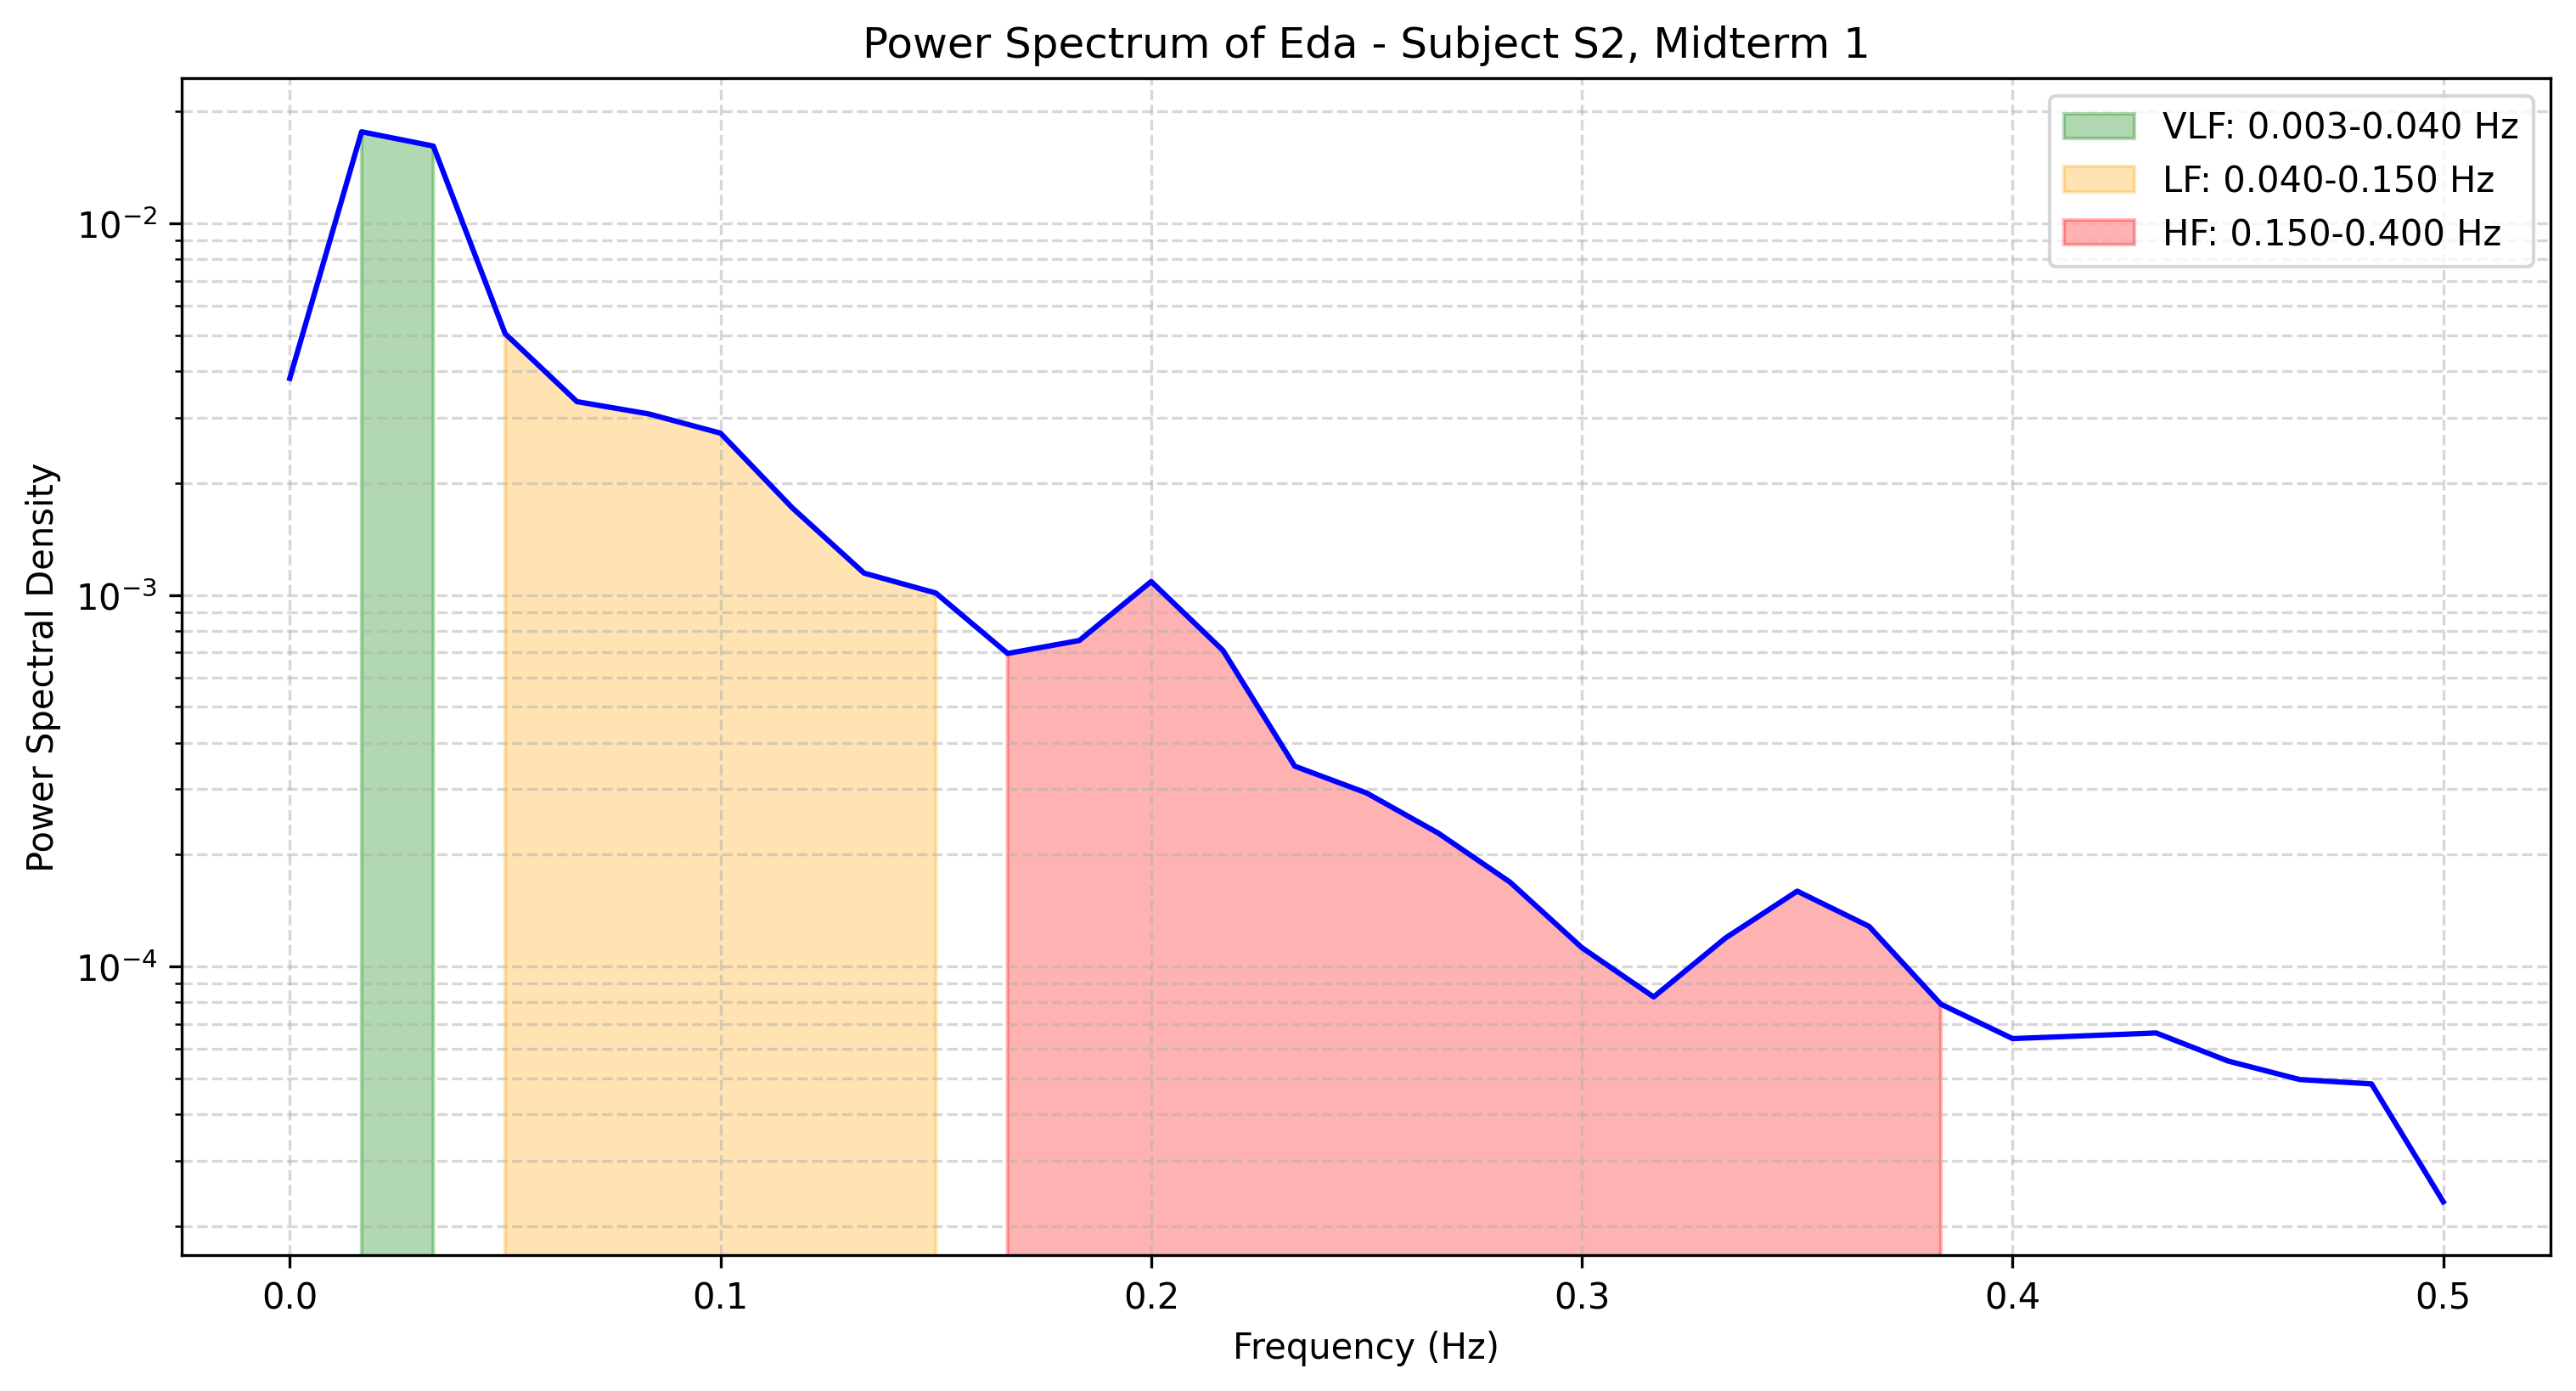 Power Spectrum of Eda - Subject S2, Midterm 1
VLF: 0.003-0.040 Hz
LF: 0.040-0.150 Hz
HF: 0.150-0.400 Hz
Power Spectral Density
10⁻²
10⁻³
10⁻⁴
0.0 0.1 0.2 0.3 0.4 0.5
Frequency (Hz)